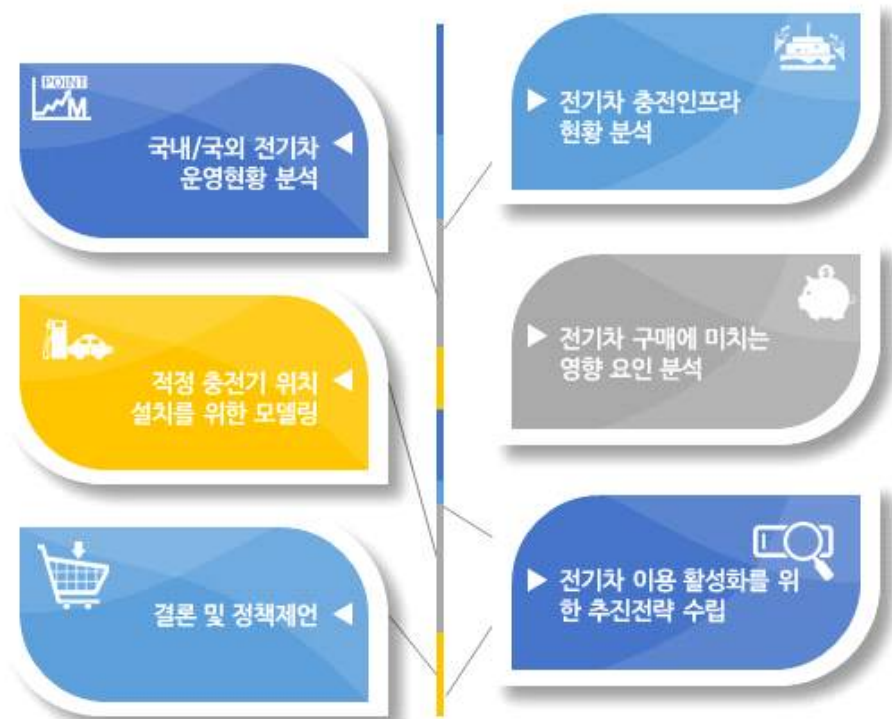 POINT
M
국내/국외 전기차
운영현황 분석
전기차 충전인프라
현황 분석
적정 충전기 위치
설치를 위한 모델링
전기차 구매에 미치는
영향 요인 분석
결론 및 정책제언
전기차 이용 활성화를 위
한 추진전략 수립